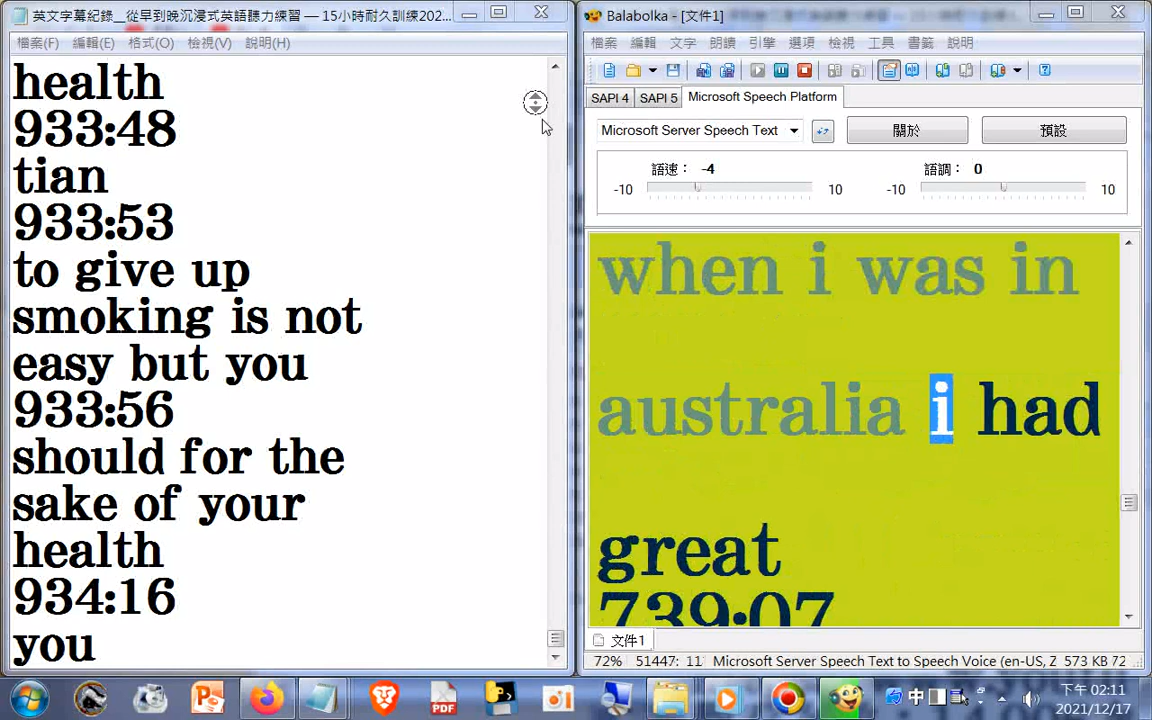 英文字幕紀錄__從早到晚沉浸式英語聽力練習 — 15小時耐久訓練202...
檔案(F) 編輯(E) 格式(O) 檢視(V) 說明(H)
health
933:48
tian
933:53
to give up
smoking is not
easy but you
933:56
should for the
sake of your
health
934:16
you
Balabolka - [文件1]
檔案 編輯 文字 朗讀 引擎 選項 檢視 工具 書籤 說明
SAPI 4 SAPI 5 Microsoft Speech Platform
Microsoft Server Speech Text 關於 預設
語速： -4 語調： 0
-10 10 -10 10
when i was in
australia i had
great
739:07
文件1
72% 51447: 11 Microsoft Server Speech Text to Speech Voice (en-US, Z 573 KB 72
PDF 中 下午 02:11
2021/12/17